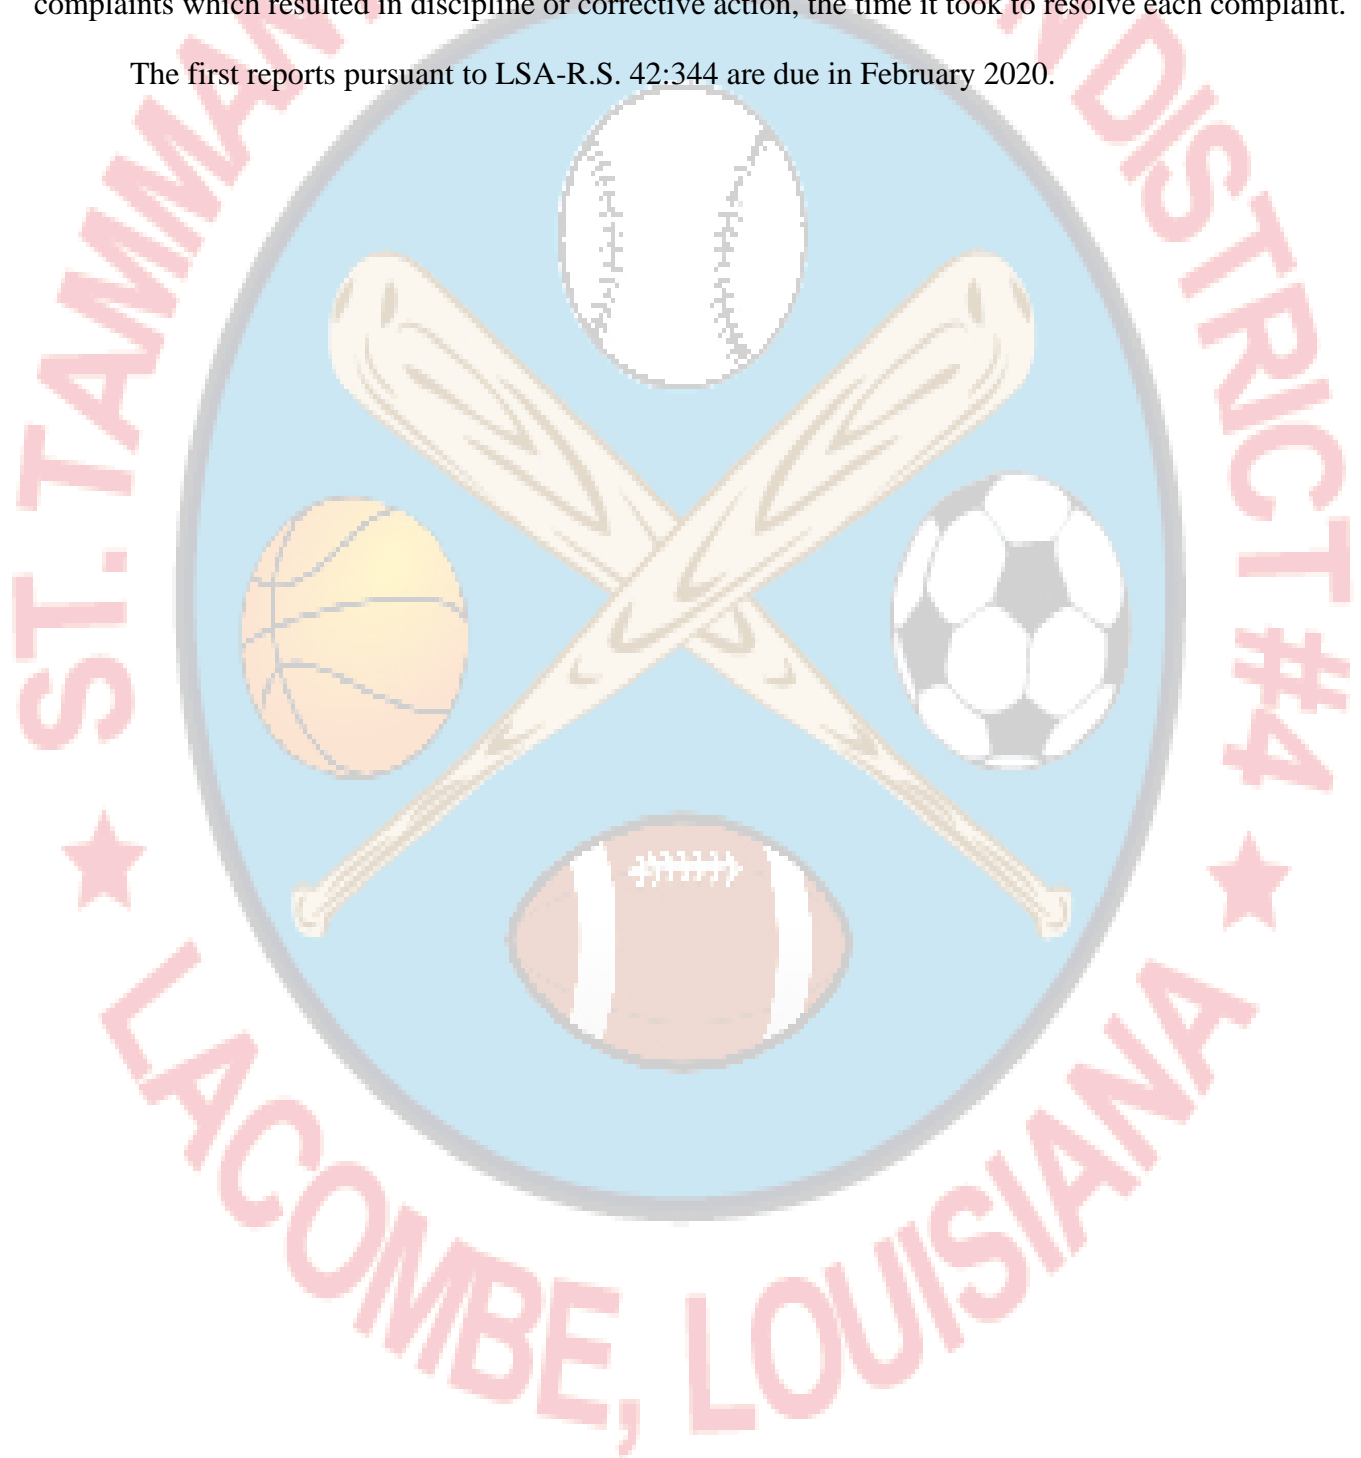 complaints which resulted in discipline or corrective action, the time it took to resolve each complaint.
The first reports pursuant to LSA-R.S. 42:344 are due in February 2020.
ST. TAMMAN
N DISTRICT #4
LACOMBE, LOUISIANA